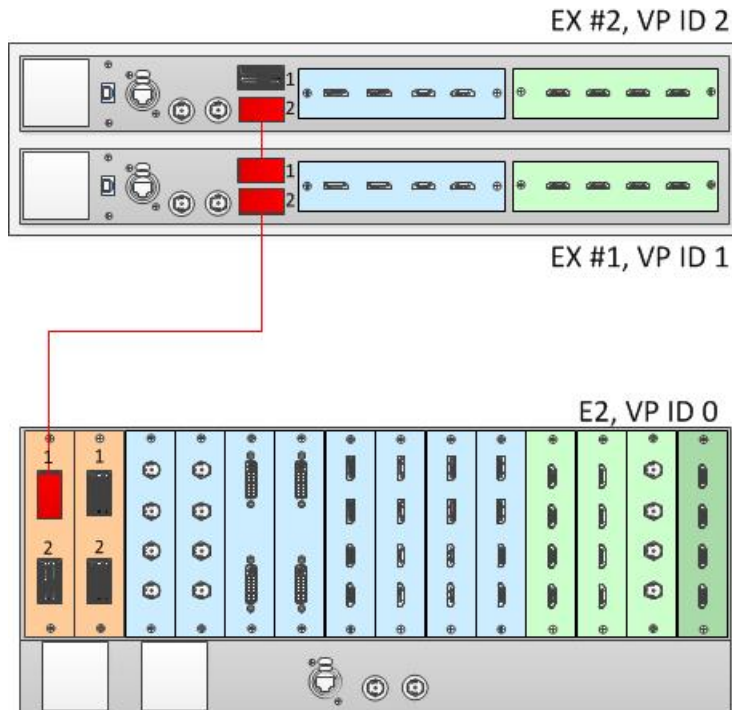 EX #2, VP ID 2
1
2
1
2
EX #1, VP ID 1
E2, VP ID 0
1 1
2 2